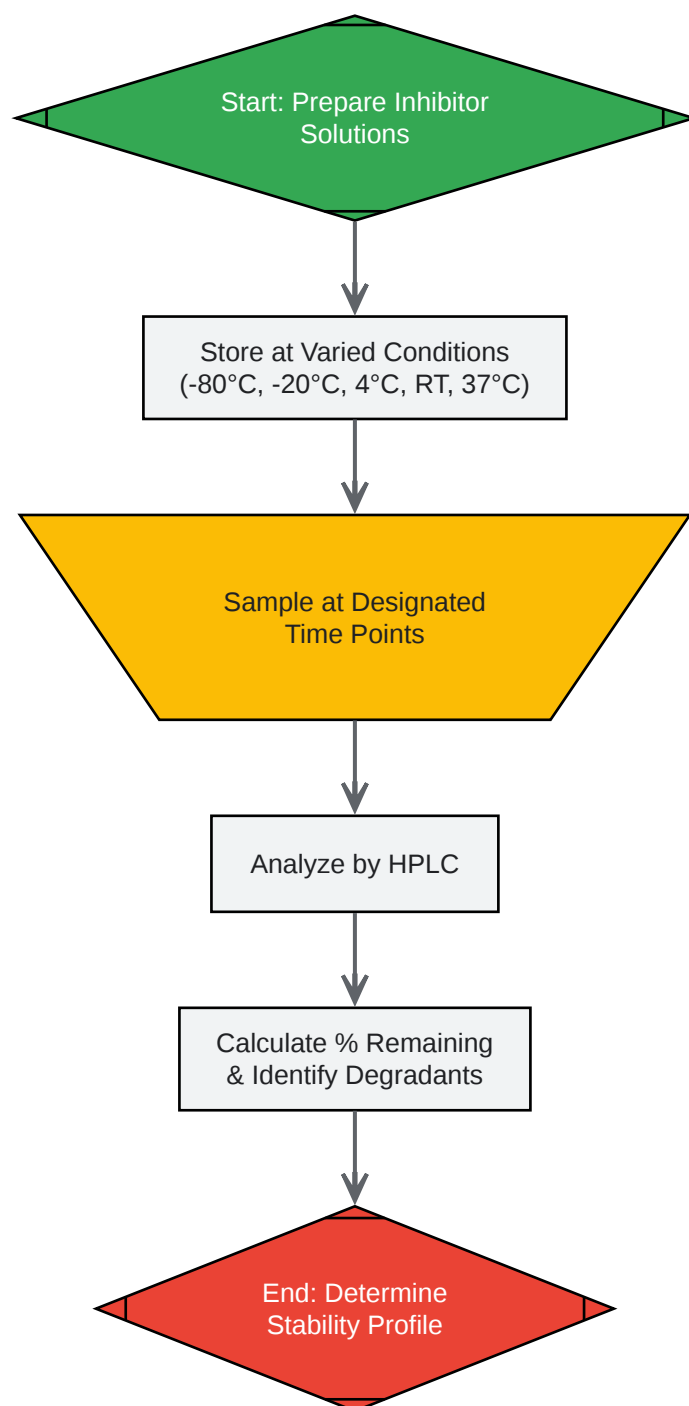 Start: Prepare Inhibitor
Solutions
Store at Varied Conditions
(-80°C, -20°C, 4°C, RT, 37°C)
Sample at Designated
Time Points
Analyze by HPLC
Calculate % Remaining
& Identify Degradants
End: Determine
Stability Profile